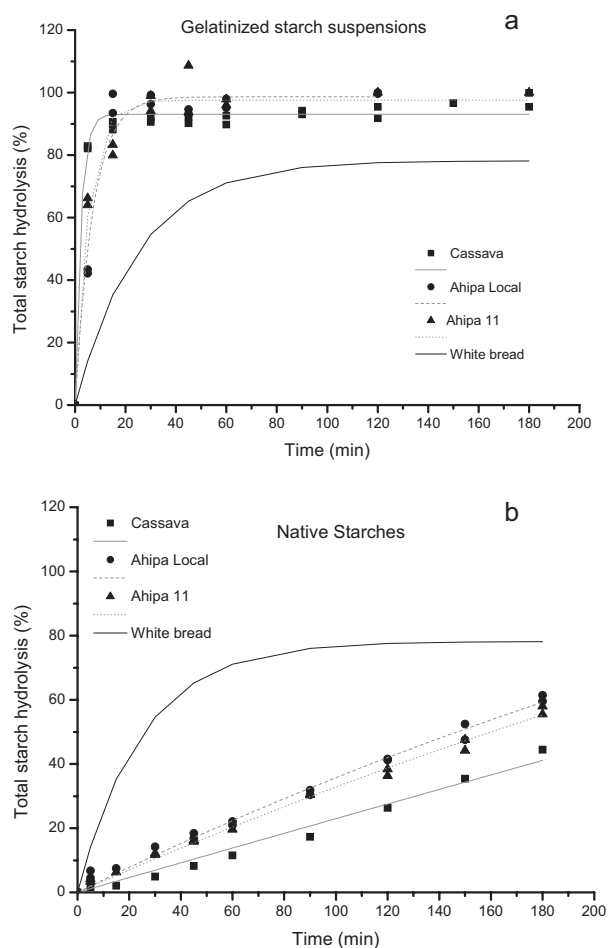 Gelatinized starch suspensions
a
Total starch hydrolysis (%)
120
100
80
60
40
20
0
Cassava
Ahipa Local
Ahipa 11
White bread
0 20 40 60 80 100 120 140 160 180 200
Time (min)
b
Native Starches
Total starch hydrolysis (%)
120
100
80
60
40
20
0
Cassava
Ahipa Local
Ahipa 11
White bread
0 20 40 60 80 100 120 140 160 180 200
Time (min)